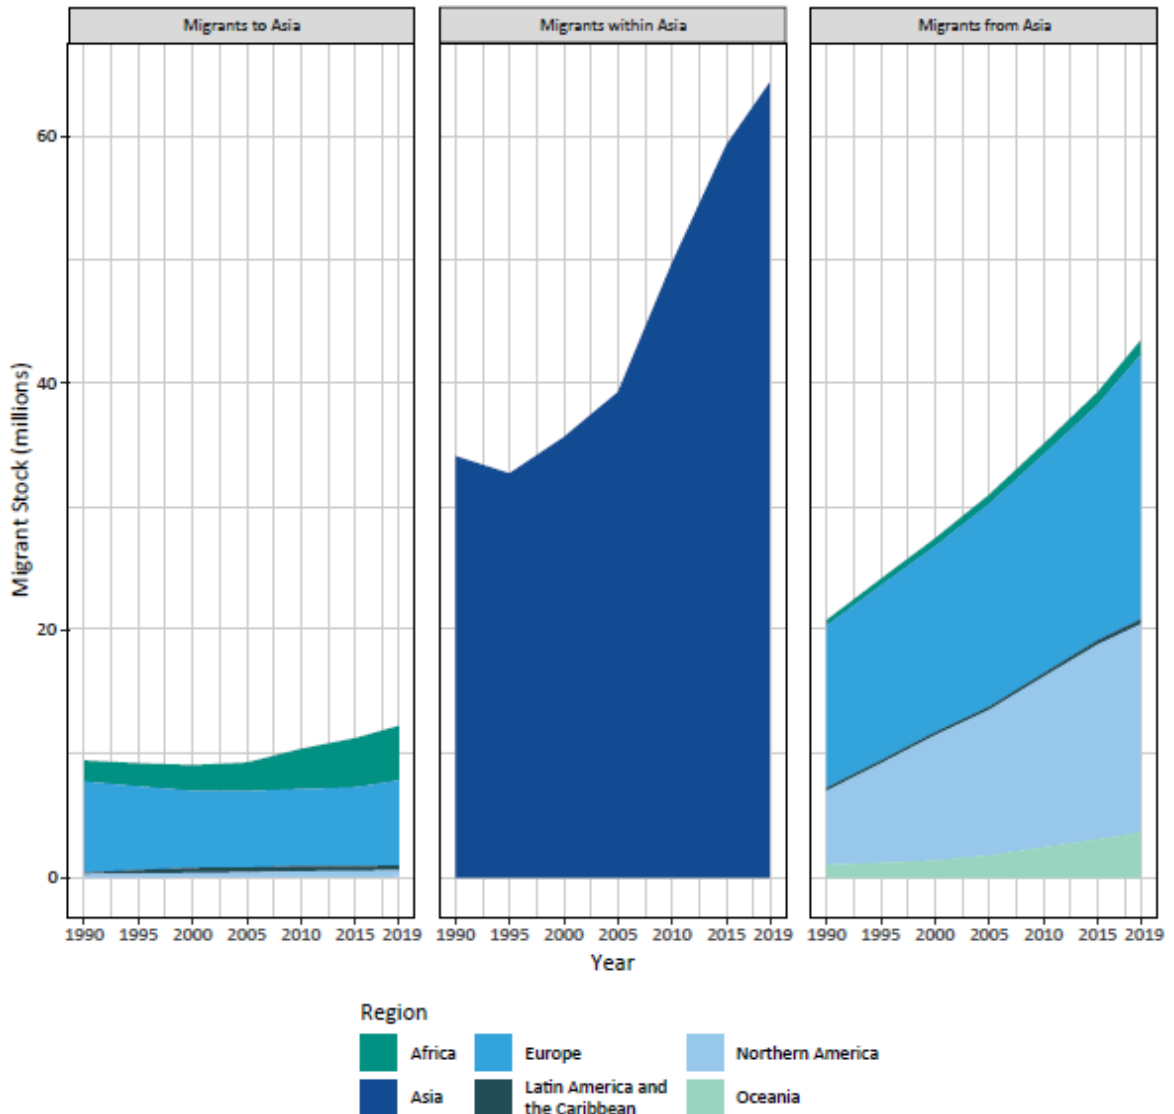 Migrants to Asia
Migrants within Asia
Migrants from Asia
Migrant Stock (millions)
60
40
20
0
1990 1995 2000 2005 2010 2015 2019
1990 1995 2000 2005 2010 2015 2019
1990 1995 2000 2005 2010 2015 2019
Year
Region
Africa
Europe
Northern America
Asia
Latin America and
the Caribbean
Oceania